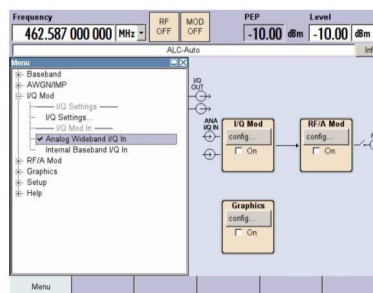 Frequency
462.587 000 000 MHz
RF OFF
MOD OFF
PEP
-10.00 dBm
Level
-10.00 dBm
ALC-Auto
Inf
Menu
Baseband
AWGN/IMP
I/Q Mod
I/Q Settings
I/Q Settings...
I/Q Mod In
Analog Wideband I/Q In
Internal Baseband I/Q In
RF/A Mod
Graphics
Setup
Help
I/Q OUT
ANA I/Q IN
I/Q Mod
config...
On
RF/A Mod
config...
On
Graphics
config...
On
Menu